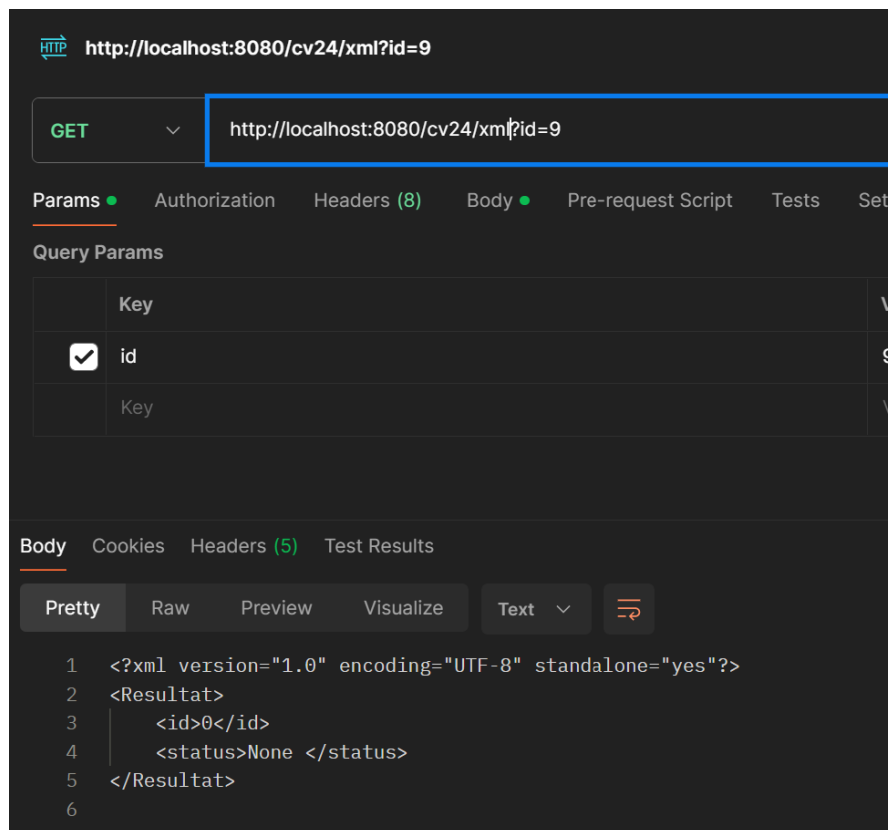 HTTP http://localhost:8080/cv24/xml?id=9
GET http://localhost:8080/cv24/xml?id=9
Params Authorization Headers (8) Body Pre-request Script Tests Set
Query Params
Key
id
Key
Body Cookies Headers (5) Test Results
Pretty Raw Preview Visualize Text
1 <?xml version="1.0" encoding="UTF-8" standalone="yes"?>
2 <Resultat>
3 <id>0</id>
4 <status>None </status>
5 </Resultat>
6